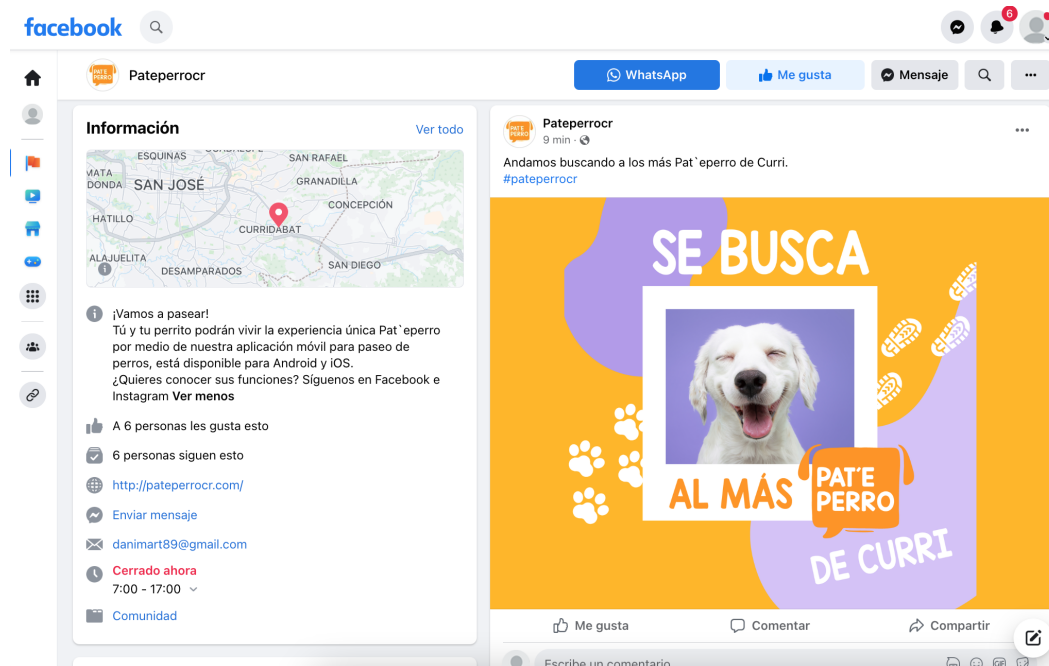 facebook
6
Pateperrocr
WhatsApp
Me gusta
Mensaje
Información
Ver todo
ESQUINAS
SAN RAFAEL
MATA
DONDA
SAN JOSÉ
GRANADILLA
CONCEPCIÓN
HATILLO
CURRIDABAT
ALAJUELITA
DESAMPARADOS
SAN DIEGO
¡Vamos a pasear!
Tú y tu perrito podrán vivir la experiencia única Pat`eperro
por medio de nuestra aplicación móvil para paseo de
perros, está disponible para Android y iOS.
¿Quieres conocer sus funciones? Síguenos en Facebook e
Instagram Ver menos
A 6 personas les gusta esto
6 personas siguen esto
http://pateperrocr.com/
Enviar mensaje
danimart89@gmail.com
Cerrado ahora
7:00 - 17:00
Comunidad
Pateperrocr
9 min ·
Andamos buscando a los más Pat`eperro de Curri.
#pateperrocr
SE BUSCA
AL MÁS
PAT'E
PERRO
DE CURRI
Me gusta
Comentar
Compartir
Escribe un comentario